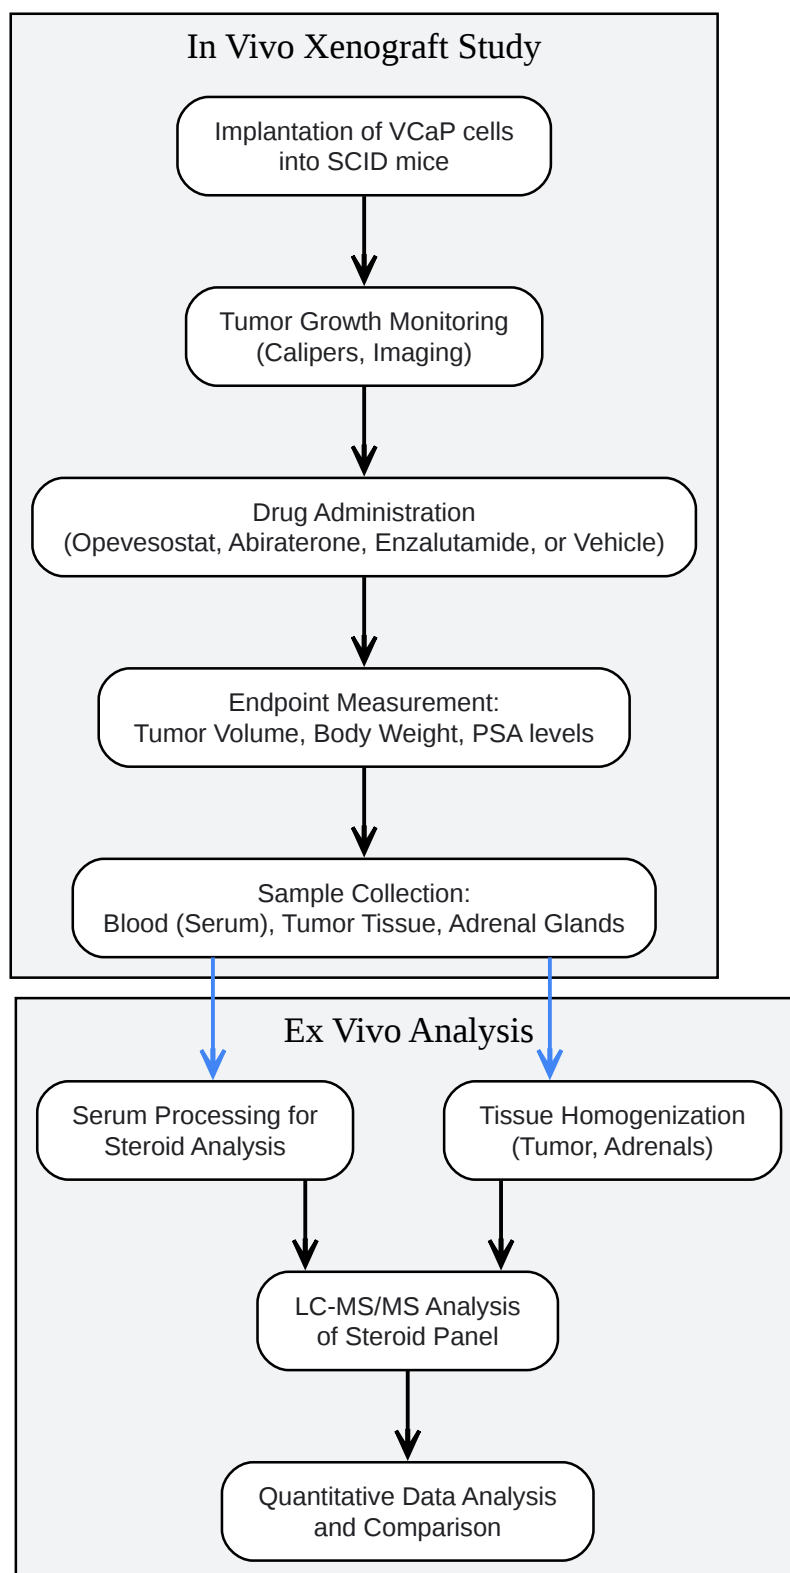 In Vivo Xenograft Study
Implantation of VCaP cells
into SCID mice
Tumor Growth Monitoring
(Calipers, Imaging)
Drug Administration
(Opevesostat, Abiraterone, Enzalutamide, or Vehicle)
Endpoint Measurement:
Tumor Volume, Body Weight, PSA levels
Sample Collection:
Blood (Serum), Tumor Tissue, Adrenal Glands
Ex Vivo Analysis
Serum Processing for
Steroid Analysis
Tissue Homogenization
(Tumor, Adrenals)
LC-MS/MS Analysis
of Steroid Panel
Quantitative Data Analysis
and Comparison